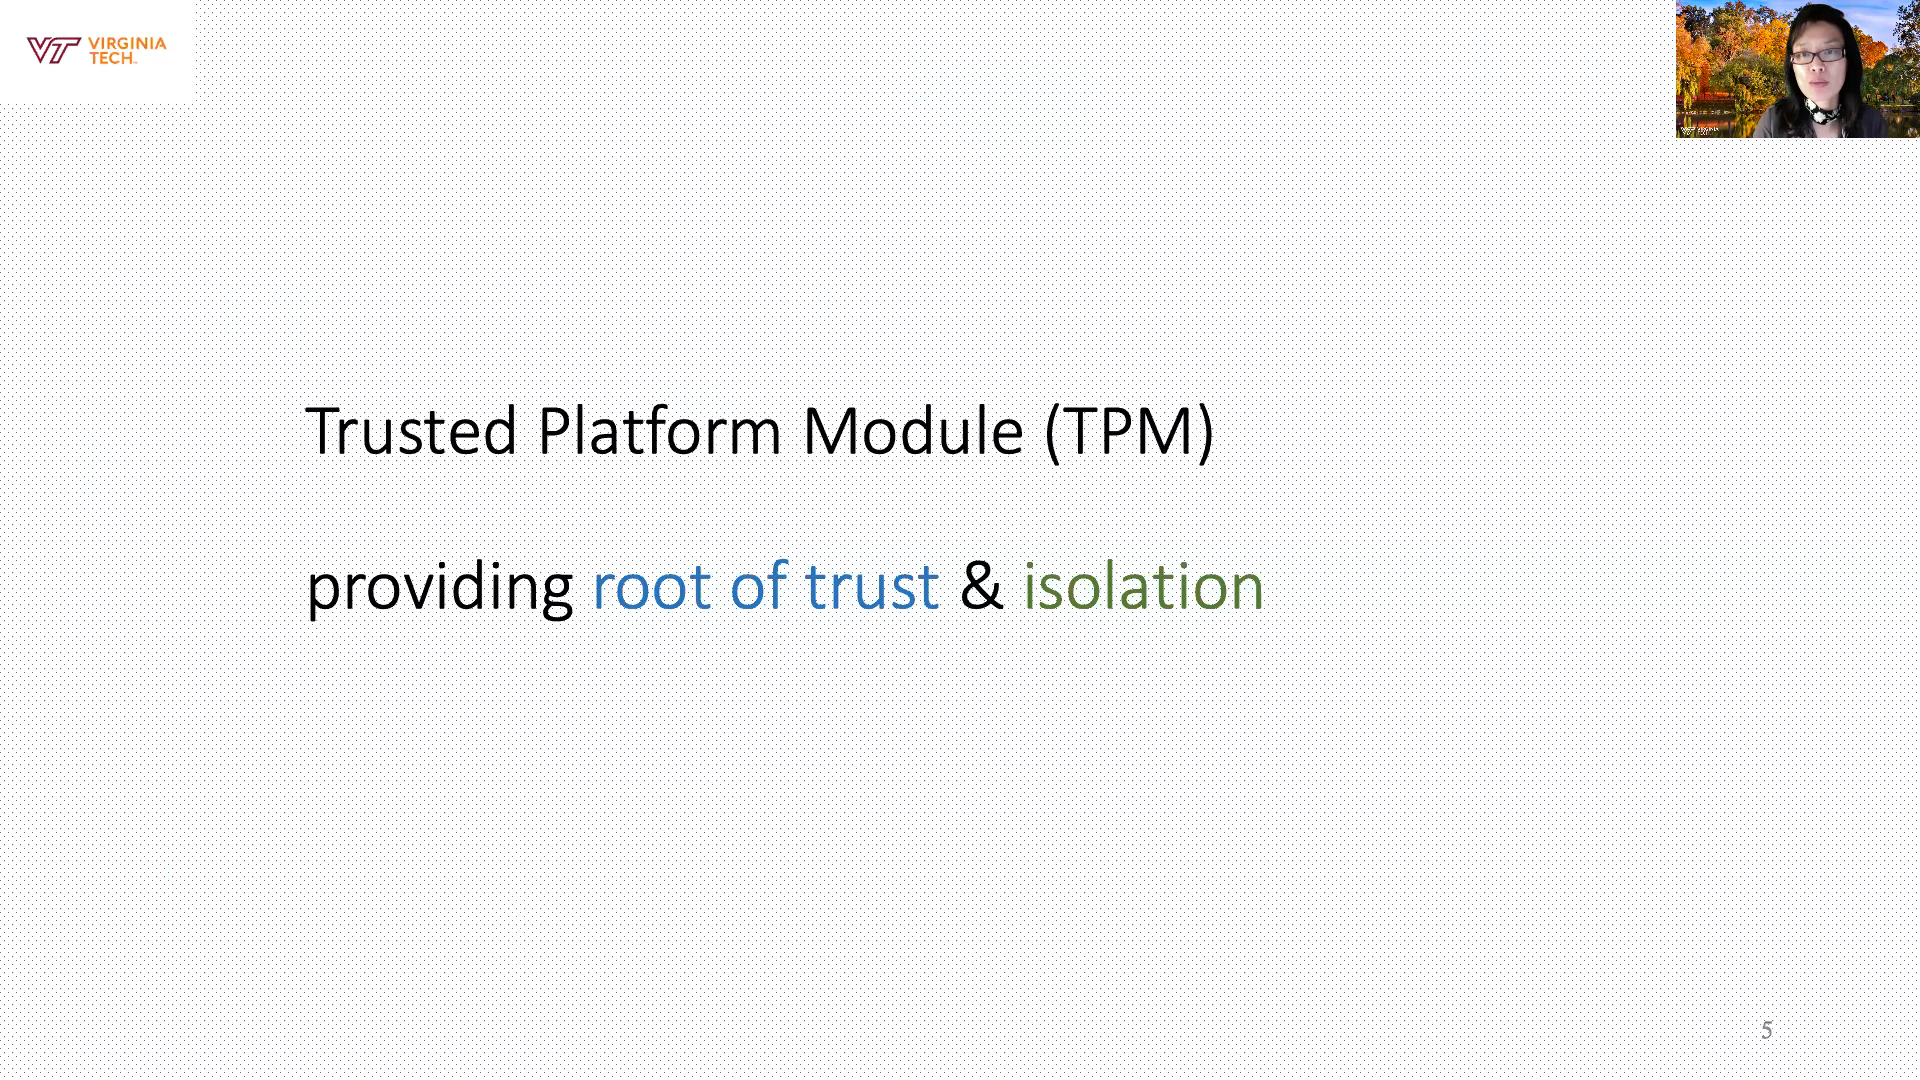 VIRGINIA
TECH
Trusted Platform Module (TPM)
providing root of trust & isolation
5